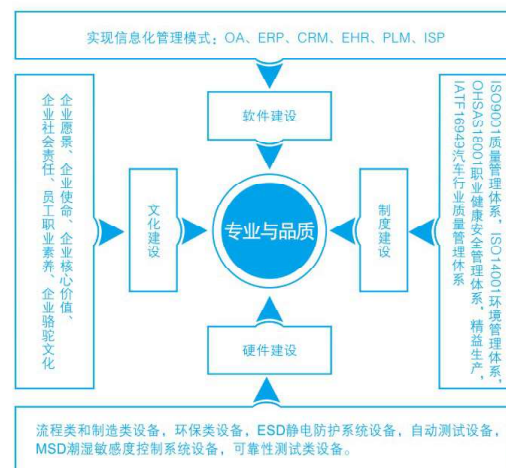 实现信息化管理模式：OA、ERP、CRM、EHR、PLM、ISP
软件建设
企业愿景、企业使命、企业核心价值、
企业社会责任、员工职业素养、企业骆驼文化
文化建设
专业与品质
制度建设
ISO9001质量管理体系，ISO14001环境管理体系，
OHSAS18001职业健康安全管理体系，精益生产，
IATF16949汽车行业质量管理体系
硬件建设
流程类和制造类设备，环保类设备，ESD静电防护系统设备，自动测试设备，
MSD潮湿敏感度控制系统设备，可靠性测试类设备。